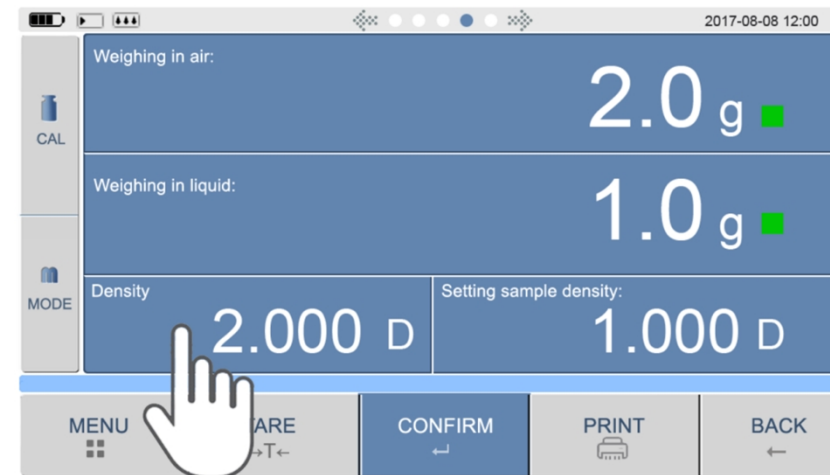 2017-08-08 12:00
Weighing in air:
2.0 g
CAL
Weighing in liquid:
1.0 g
MODE
Density
2.000 D
Setting sample density:
1.000 D
MENU
CONFIRM
PRINT
BACK